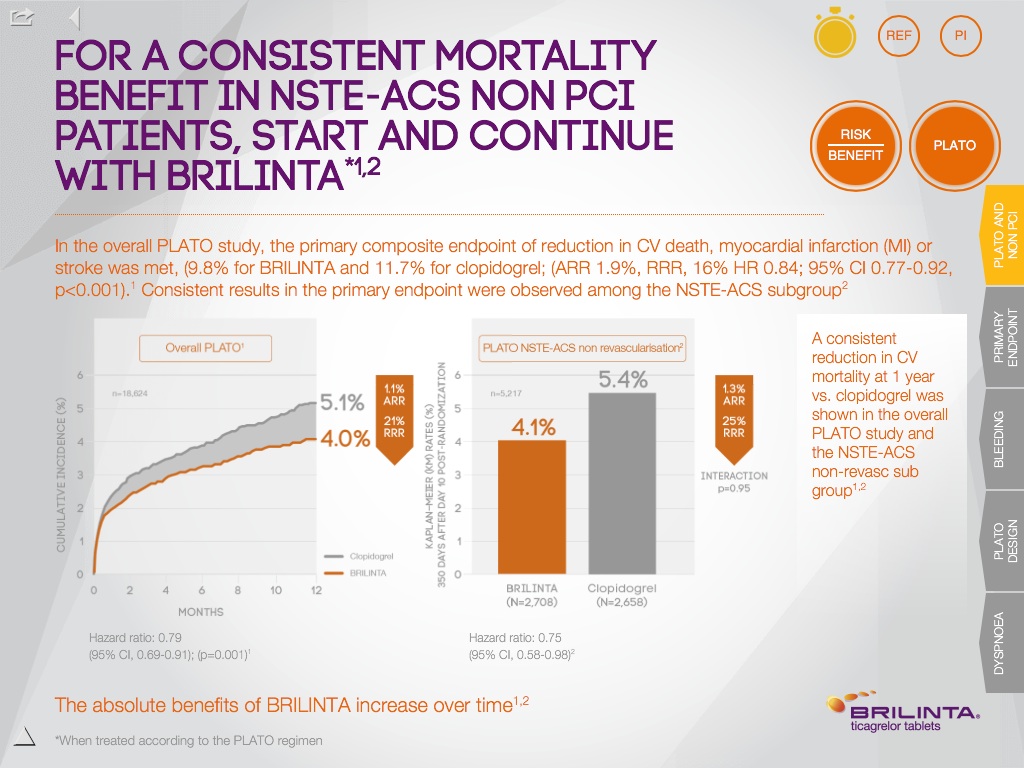 FOR A CONSISTENT MORTALITY
BENEFIT IN NSTE-ACS NON PCI
PATIENTS, START AND CONTINUE
WITH BRILINTA*1,2
REF
PI
RISK
BENEFIT
PLATO
In the overall PLATO study, the primary composite endpoint of reduction in CV death, myocardial infarction (MI) or
stroke was met, (9.8% for BRILINTA and 11.7% for clopidogrel; (ARR 1.9%, RRR, 16% HR 0.84; 95% CI 0.77-0.92,
p<0.001).1 Consistent results in the primary endpoint were observed among the NSTE-ACS subgroup2
Overall PLATO1
n=18,624
CUMULATIVE INCIDENCE (%)
6
5
4
3
2
1
0
0 2 4 6 8 10 12
MONTHS
5.1%
4.0%
1.1%
ARR
21%
RRR
Clopidogrel
BRILINTA
Hazard ratio: 0.79
(95% CI, 0.69-0.91); (p=0.001)1
PLATO NSTE-ACS non revascularisation2
n=5,217
KAPLAN-MEIER (KM) RATES (%)
350 DAYS AFTER DAY 10 POST-RANDOMIZATION
6
5
4
3
2
1
0
4.1%
5.4%
BRILINTA
(N=2,708)
Clopidogrel
(N=2,658)
1.3%
ARR
25%
RRR
INTERACTION
p=0.95
Hazard ratio: 0.75
(95% CI, 0.58-0.98)2
A consistent
reduction in CV
mortality at 1 year
vs. clopidogrel was
shown in the overall
PLATO study and
the NSTE-ACS
non-revasc sub
group1,2
PLATO AND
NON PCI
PRIMARY
ENDPOINT
BLEEDING
PLATO
DESIGN
DYSPNOEA
The absolute benefits of BRILINTA increase over time1,2
*When treated according to the PLATO regimen
BRILINTA®
ticagrelor tablets